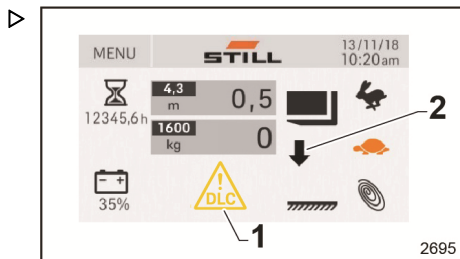 MENU
STILL
13/11/18
10:20am
4,3
m
0,5
12345,6h
1600
kg
0
2
35%
DLC
1
2695